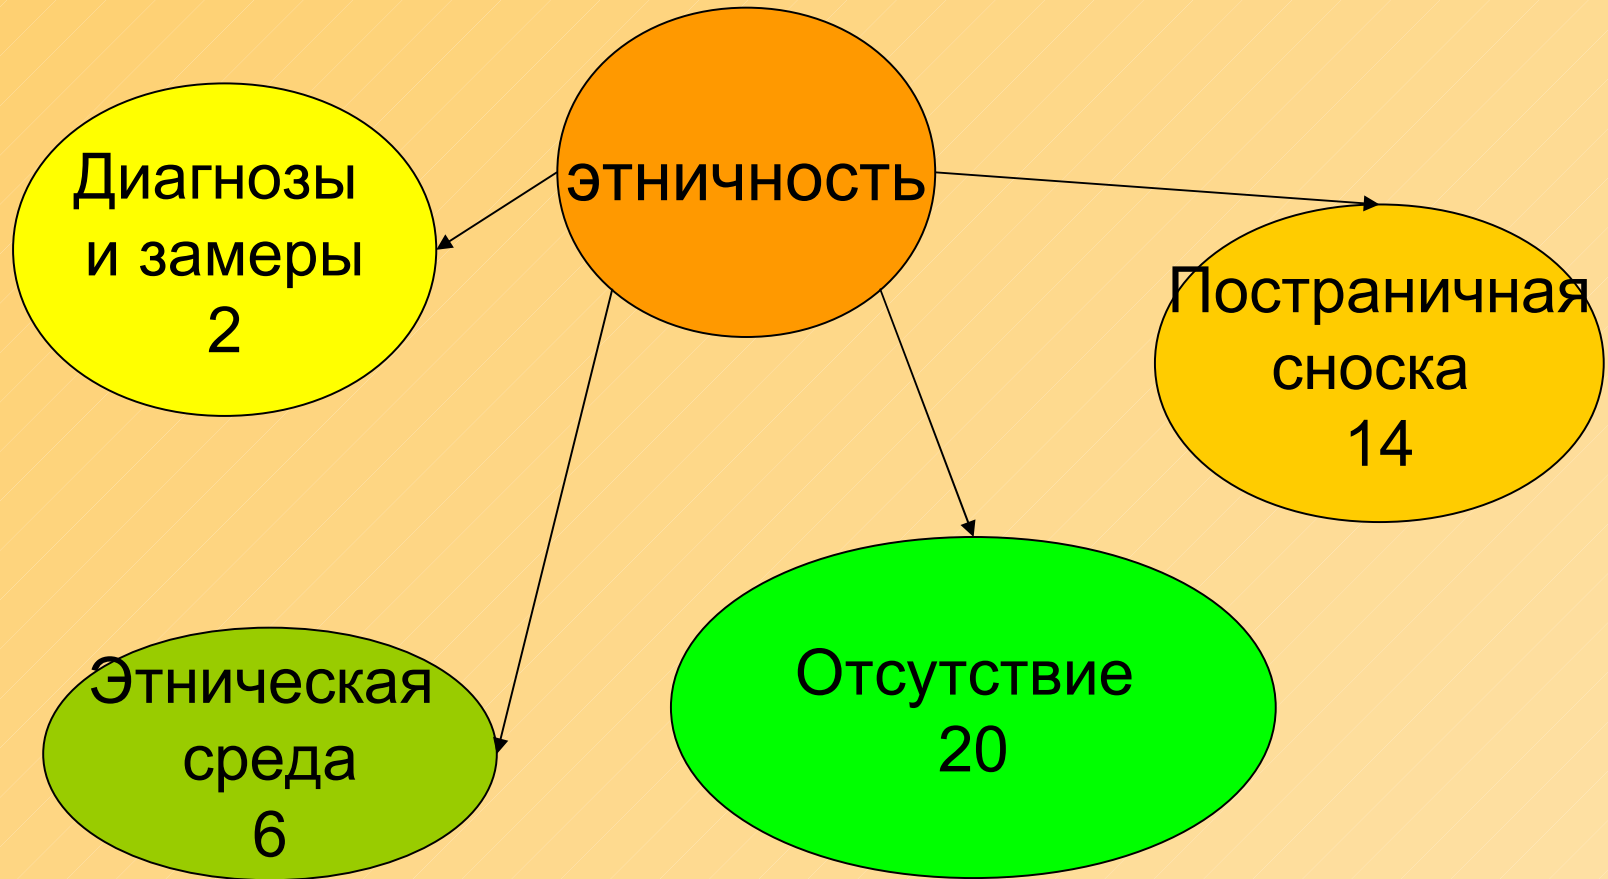 этничность
Диагнозы
и замеры
2
Постраничная
сноска
14
Этническая
среда
6
Отсутствие
20